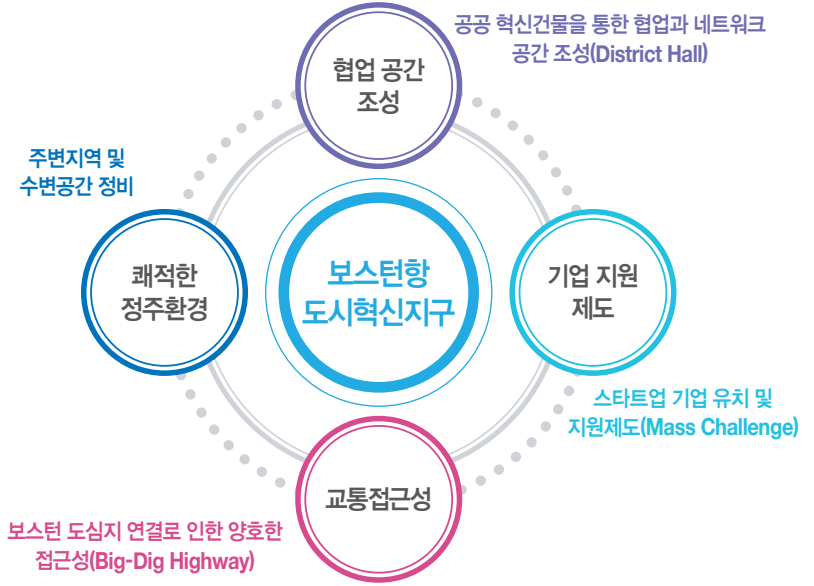 공공 혁신건물을 통한 협업과 네트워크
공간 조성(District Hall)
협업 공간
조성
주변지역 및
수변공간 정비
쾌적한
정주환경
보스턴항
도시혁신지구
기업 지원
제도
스타트업 기업 유치 및
지원제도(Mass Challenge)
교통접근성
보스턴 도심지 연결로 인한 양호한
접근성(Big-Dig Highway)